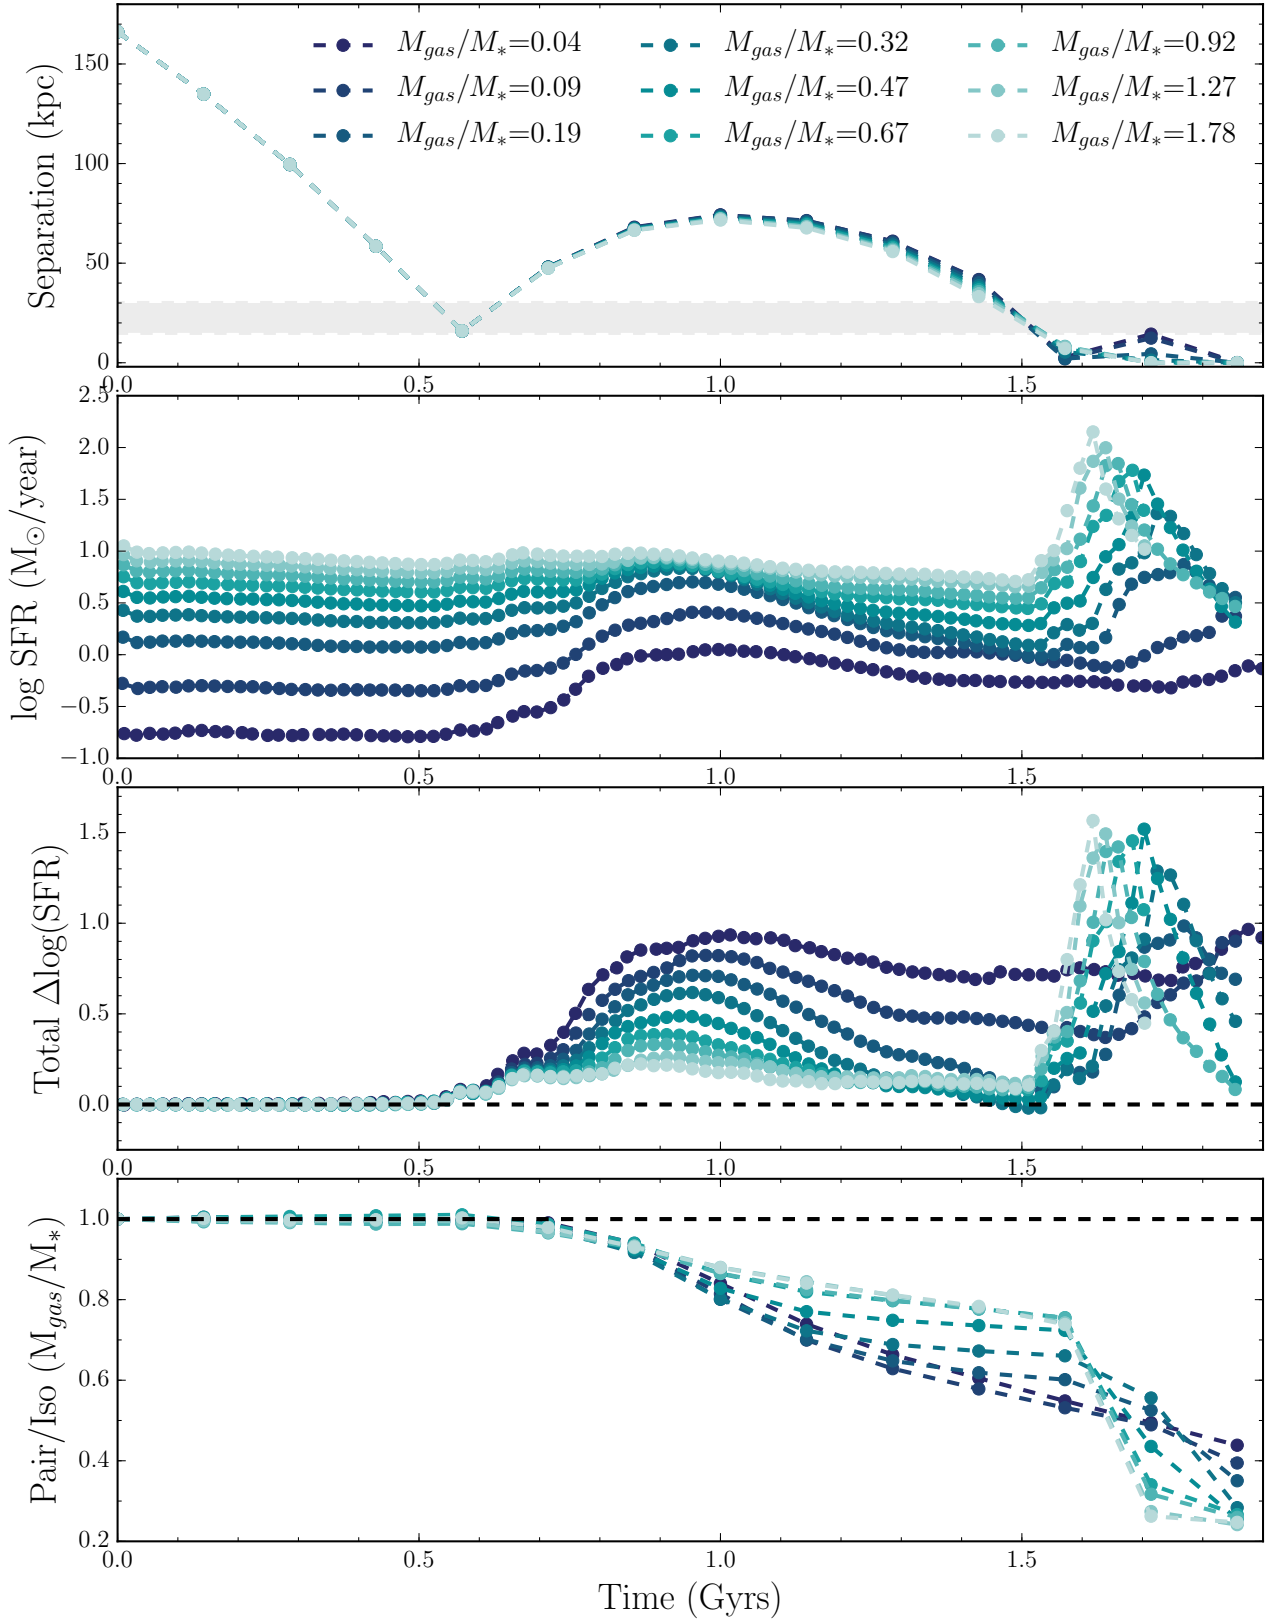 M_gas/M_*=0.04 M_gas/M_*=0.32 M_gas/M_*=0.92
M_gas/M_*=0.09 M_gas/M_*=0.47 M_gas/M_*=1.27
M_gas/M_*=0.19 M_gas/M_*=0.67 M_gas/M_*=1.78
Separation (kpc)
150
100
50
0
0.0 0.5 1.0 1.5
log SFR (M⊙/year)
2.5
2.0
1.5
1.0
0.5
0.0
−0.5
−1.0
0.0 0.5 1.0 1.5
Total Δlog(SFR)
1.5
1.0
0.5
0.0
0.0 0.5 1.0 1.5
Pair/Iso (M_gas/M_*)
1.0
0.8
0.6
0.4
0.2
0.0 0.5 1.0 1.5
Time (Gyrs)